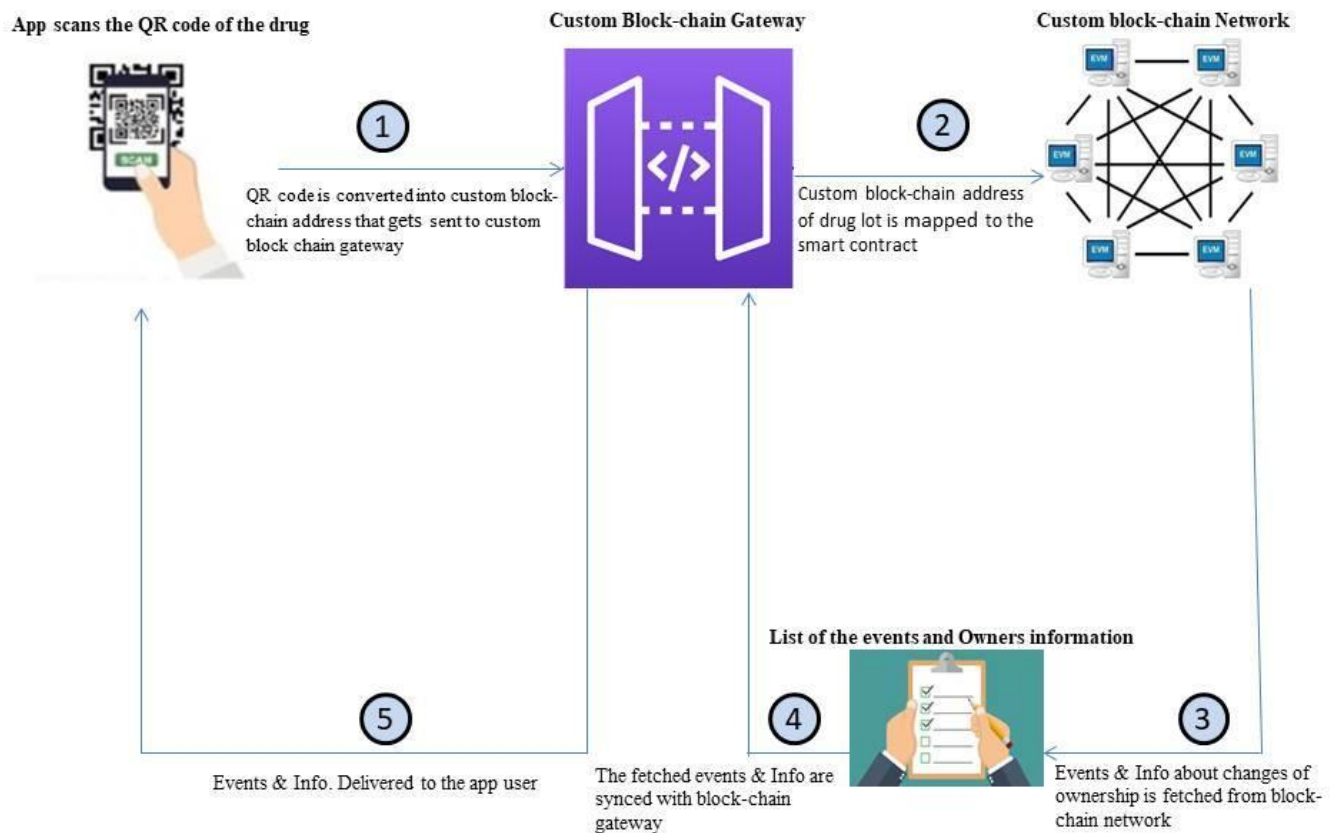 App scans the QR code of the drug
Custom Block-chain Gateway
Custom block-chain Network
SCAN
1
QR code is converted into custom block-
chain address that gets sent to custom
block chain gateway
</>
2
Custom block-chain address
of drug lot is mapped to the
smart contract
EVM
EVM
EVM
EVM
EVM
EVM
List of the events and Owners information
5
Events & Info. Delivered to the app user
4
The fetched events & Info are
synced with block-chain
gateway
3
Events & Info about changes of
ownership is fetched from block-
chain network